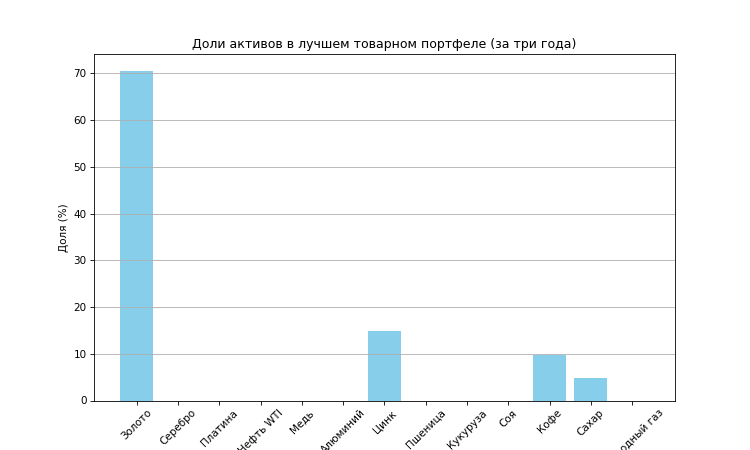 Доли активов в лучшем товарном портфеле (за три года)
Доля (%)
70
60
50
40
30
20
10
0
Золото
Серебро
Платина
Нефть WTI
Медь
Алюминий
Цинк
Пшеница
Кукуруза
Соя
Кофе
Сахар
газ